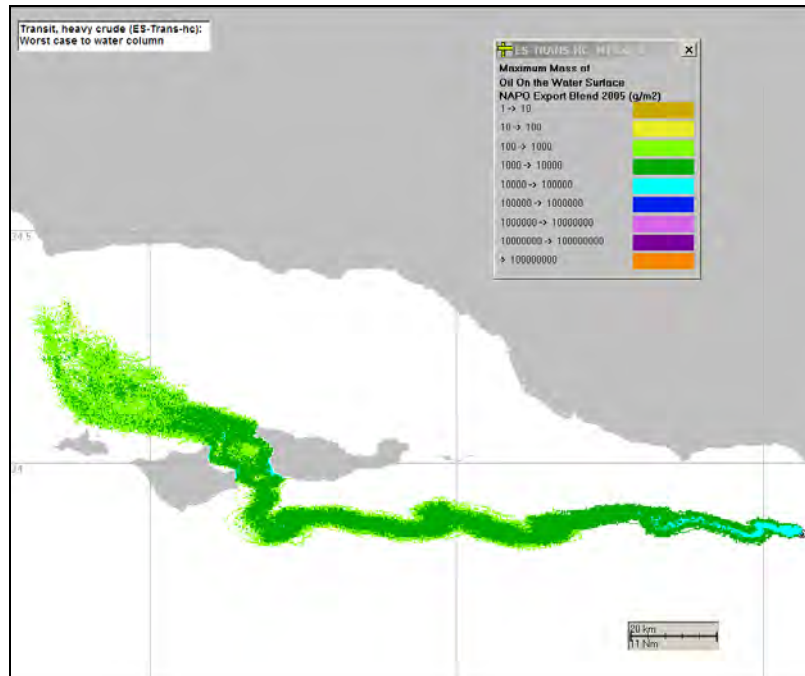 Transit, heavy crude (ES-Trans-hc):
Worst case to water column
Maximum Mass of
Oil On the Water Surface
NAPO Export Blend 2005 (g/m2)
1 -> 10
10 -> 100
100 -> 1000
1000 -> 10000
10000 -> 100000
100000 -> 1000000
1000000 -> 10000000
10000000 -> 100000000
> 100000000
20 km
11 Nm